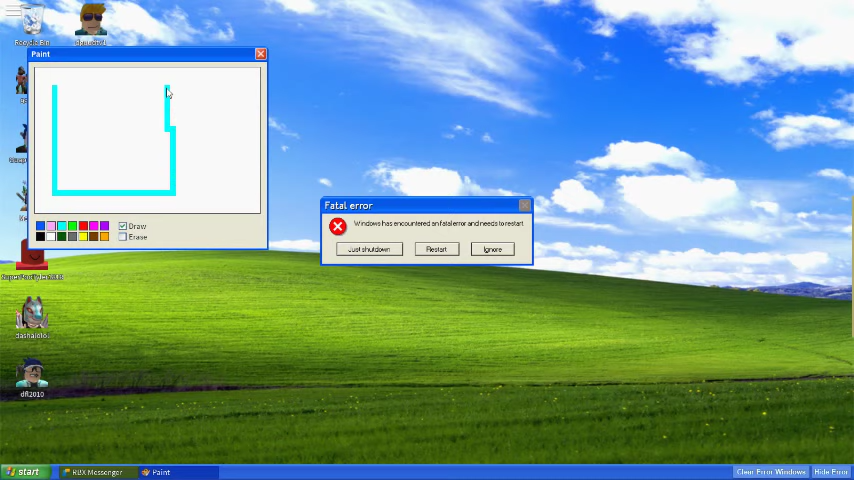 Recycle Bin
Paint
Draw
Erase
Fatal error
Windows has encountered an fatal error and needs to restart
Just shutdown
Restart
Ignore
dfl2010
start
RBX Messenger
Paint
Clear Error Windows
Hide Error